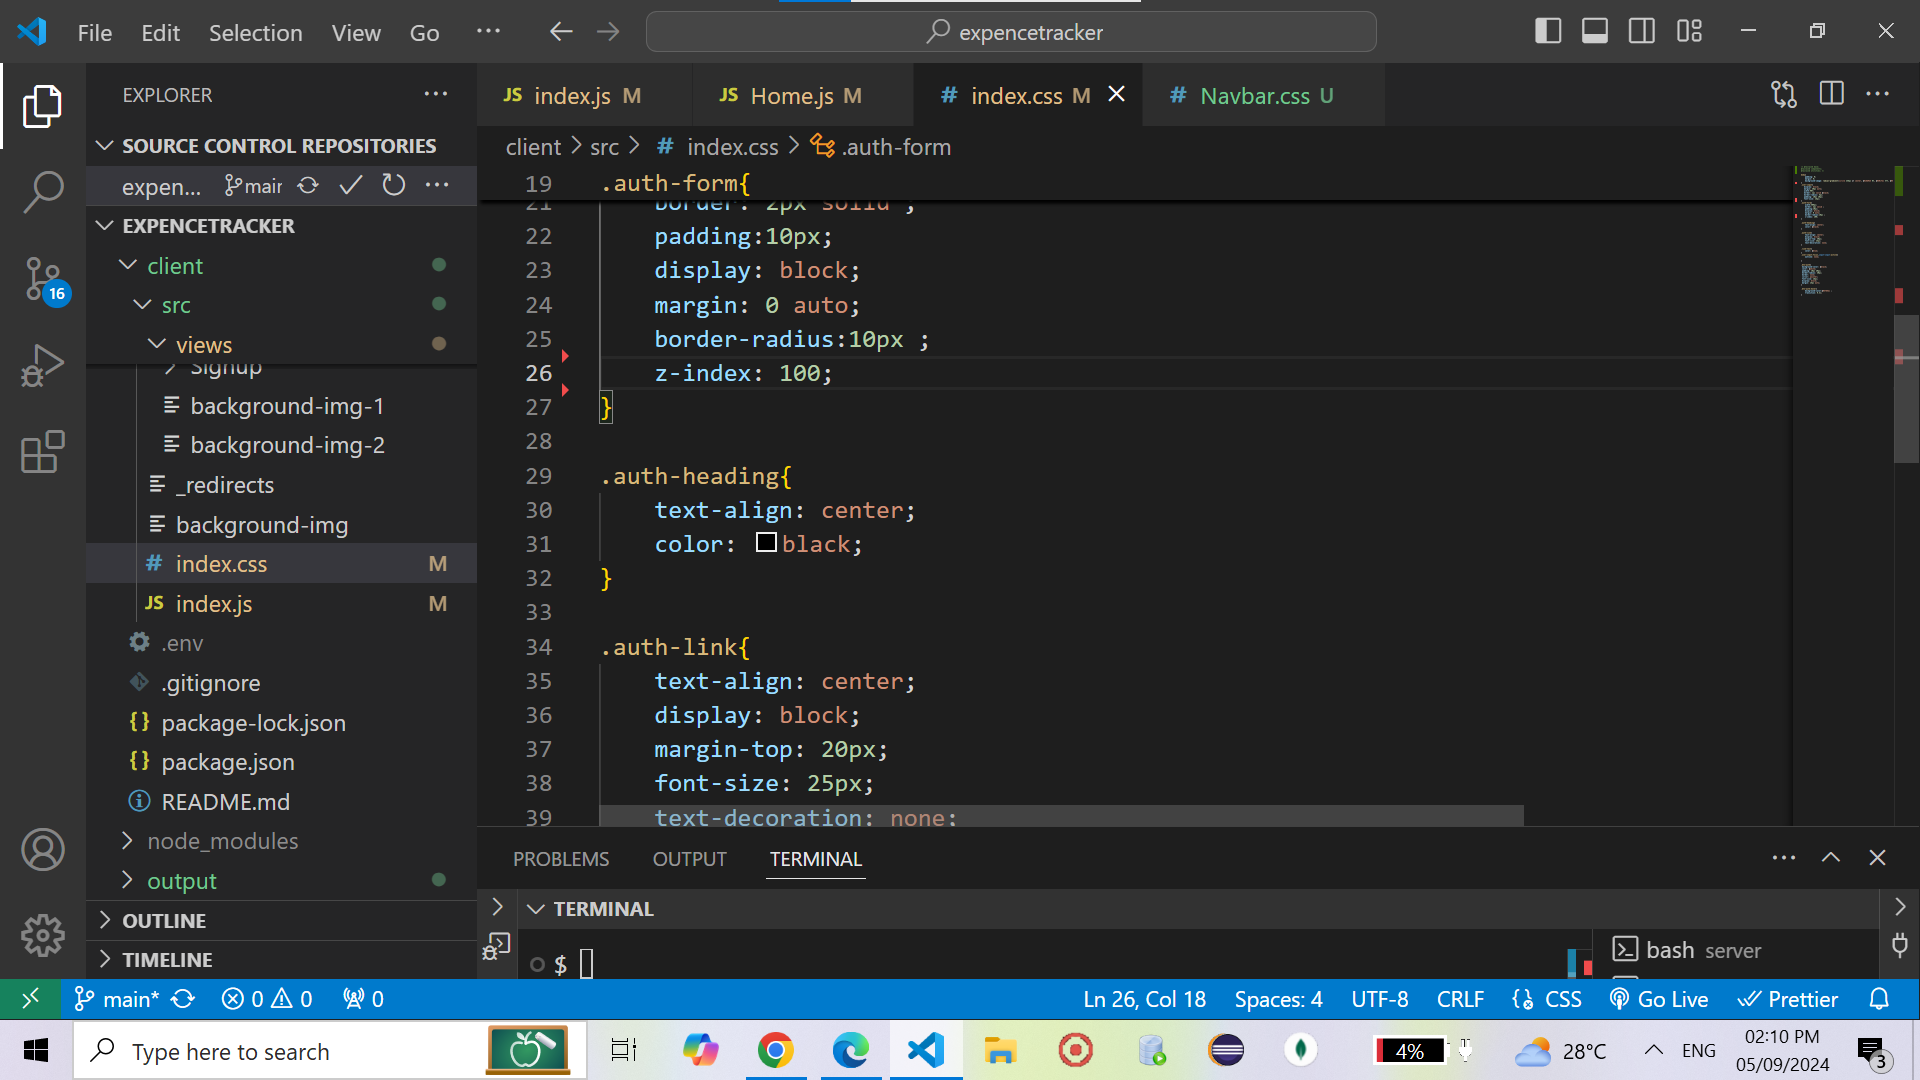 File Edit Selection View Go ··· expencetracker
EXPLORER ···
SOURCE CONTROL REPOSITORIES
expen... main ···
EXPENCETRACKER
client
src
views
Signup
background-img-1
background-img-2
_redirects
background-img
# index.css M
JS index.js M
.env
.gitignore
{} package-lock.json
{} package.json
README.md
node_modules
output
OUTLINE
TIMELINE
16
JS index.js M JS Home.js M # index.css M # Navbar.css U ···
client > src > # index.css > .auth-form
19 .auth-form{
21 border: 2px solid ;
22 padding:10px;
23 display: block;
24 margin: 0 auto;
25 border-radius:10px ;
26 z-index: 100;
27 }
28
29 .auth-heading{
30 text-align: center;
31 color: black;
32 }
33
34 .auth-link{
35 text-align: center;
36 display: block;
37 margin-top: 20px;
38 font-size: 25px;
39 text-decoration: none;
PROBLEMS OUTPUT TERMINAL ···
TERMINAL
$
bash server
main* 0 0 0 Ln 26, Col 18 Spaces: 4 UTF-8 CRLF CSS Go Live Prettier
Type here to search
4% 28°C ENG 02:10 PM
05/09/2024
3